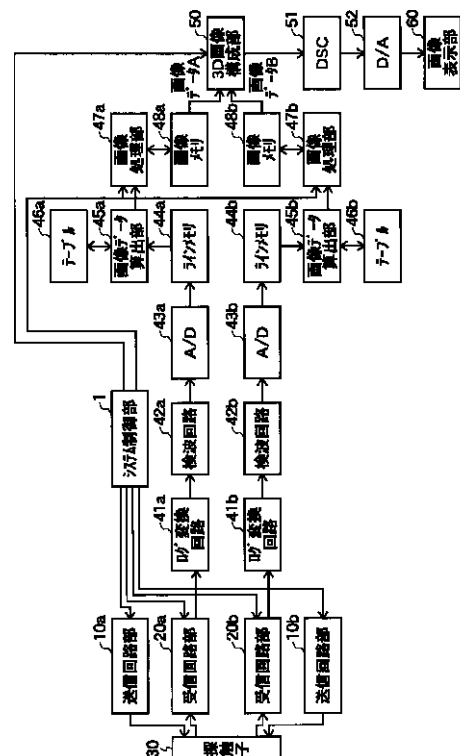 30
探触子
10a
送信回路部
20a
受信回路部
20b
受信回路部
10b
送信回路部
1
システム制御部
41a
ログ変換
回路
41b
ログ変換
回路
42a
検波回路
42b
検波回路
43a
A/D
43b
A/D
44a
ラインメモリ
44b
ラインメモリ
45a
画像データ
算出部
45b
画像データ
算出部
46a
テーブル
46b
テーブル
47a
画像
処理部
48a
画像
メモリ
48b
画像
メモリ
47b
画像
処理部
画像
データA
画像
データB
50
3D画像
構成部
51
DSC
52
D/A
60
画像
表示部